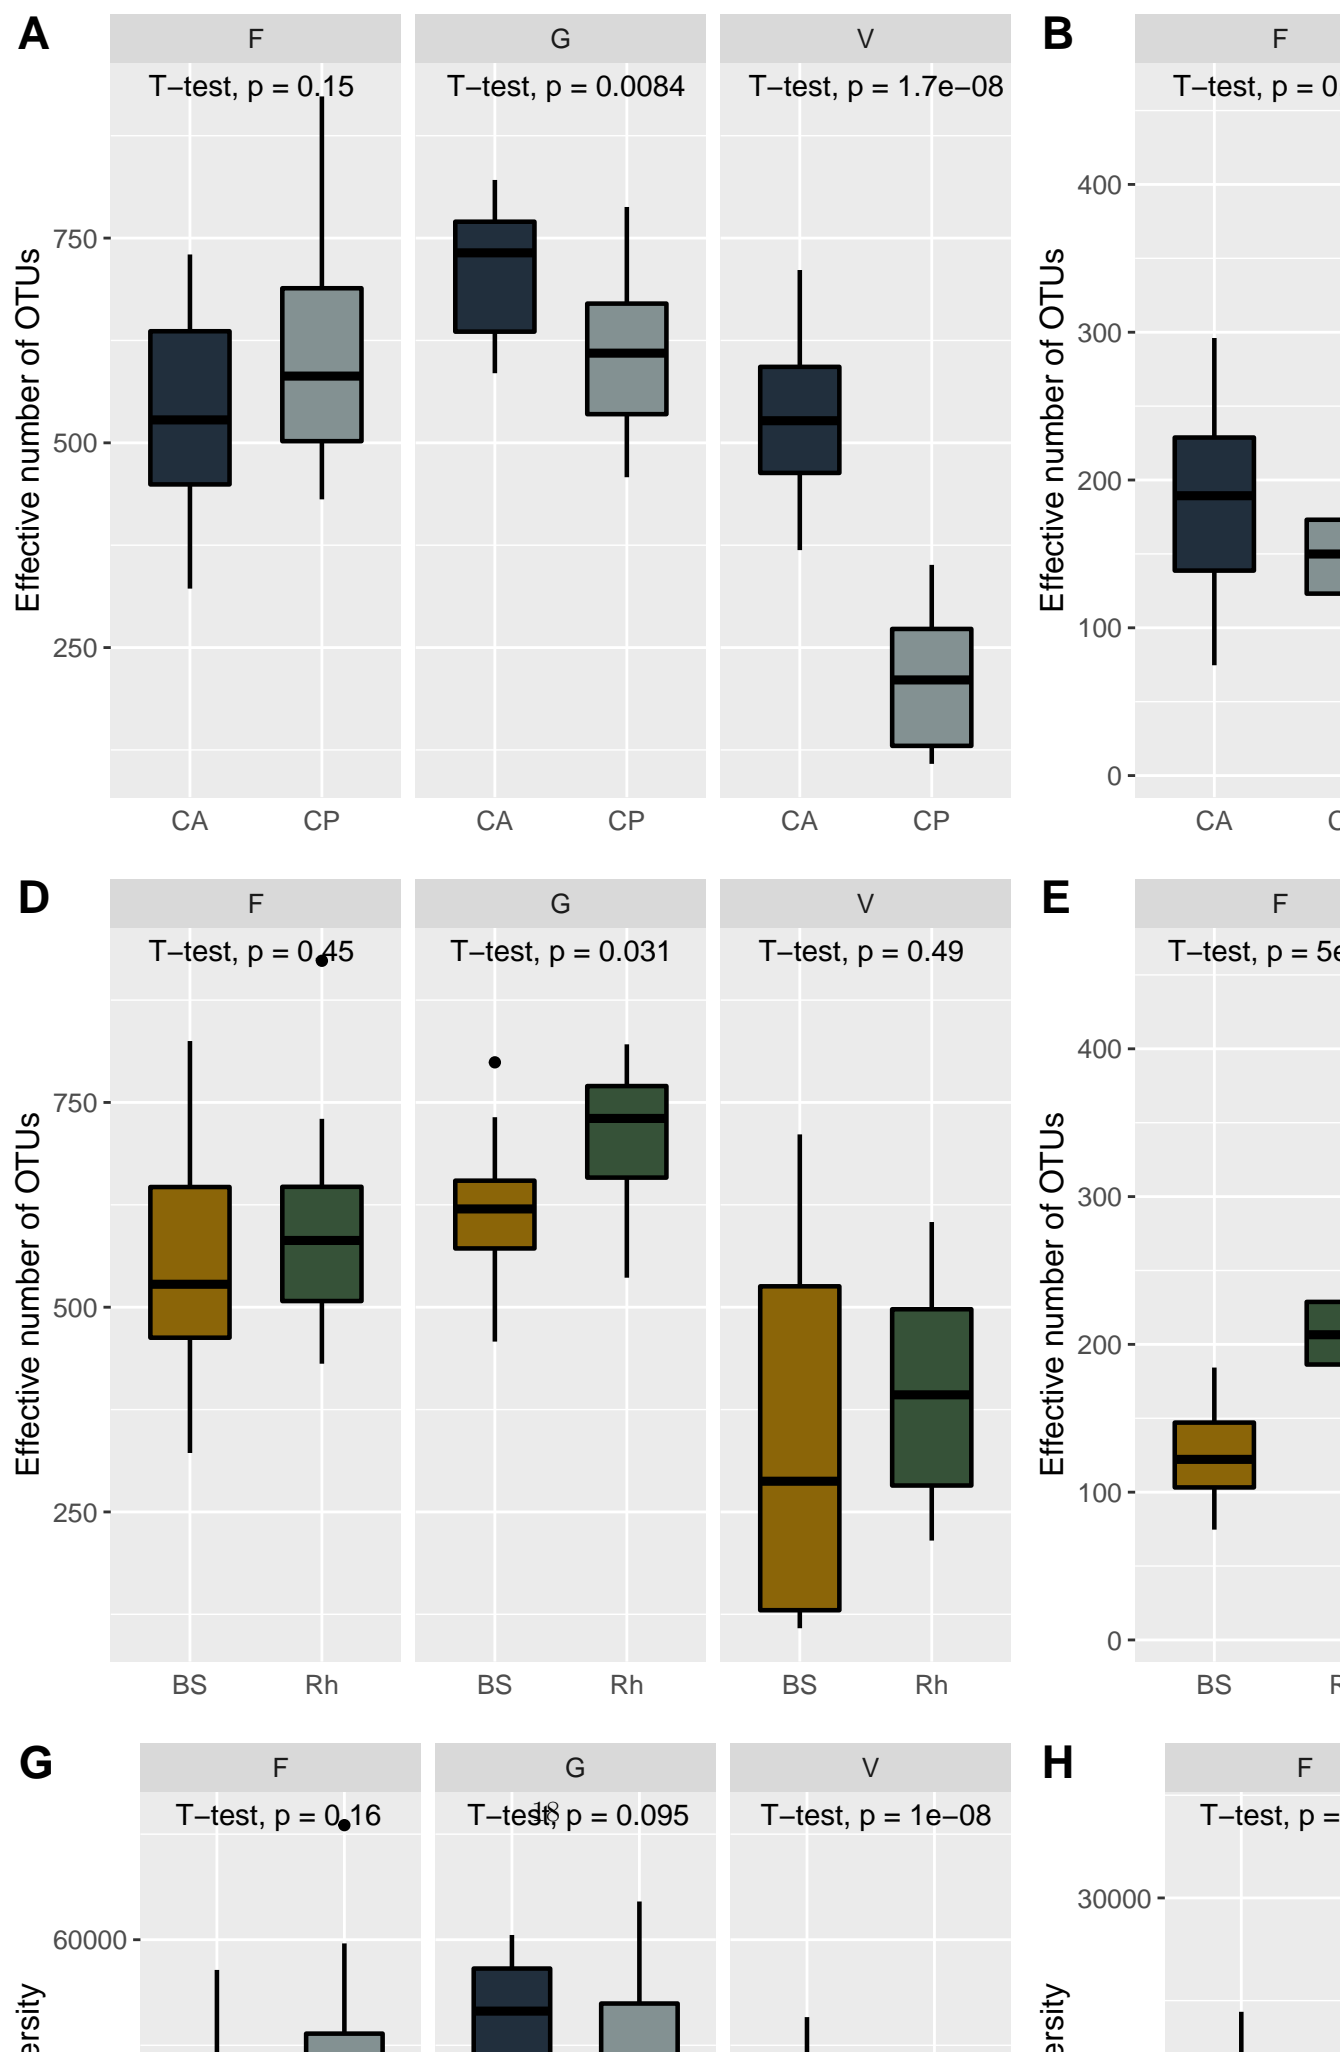 A
F
G
V
B
F
T−test, p = 0.15
T−test, p = 0.0084
T−test, p = 1.7e−08
T−test, p = 0.
Effective number of OTUs
750
500
250
CA
CP
CA
CP
CA
CP
Effective number of OTUs
400
300
200
100
0
CA
D
F
G
V
E
F
T−test, p = 0.45
T−test, p = 0.031
T−test, p = 0.49
T−test, p = 5e
Effective number of OTUs
750
500
250
BS
Rh
BS
Rh
BS
Rh
Effective number of OTUs
400
300
200
100
0
BS
G
F
G
V
H
F
T−test, p = 0.16
T−test, p = 0.095
18
T−test, p = 1e−08
T−test, p =
60000
ersity
30000
ersity